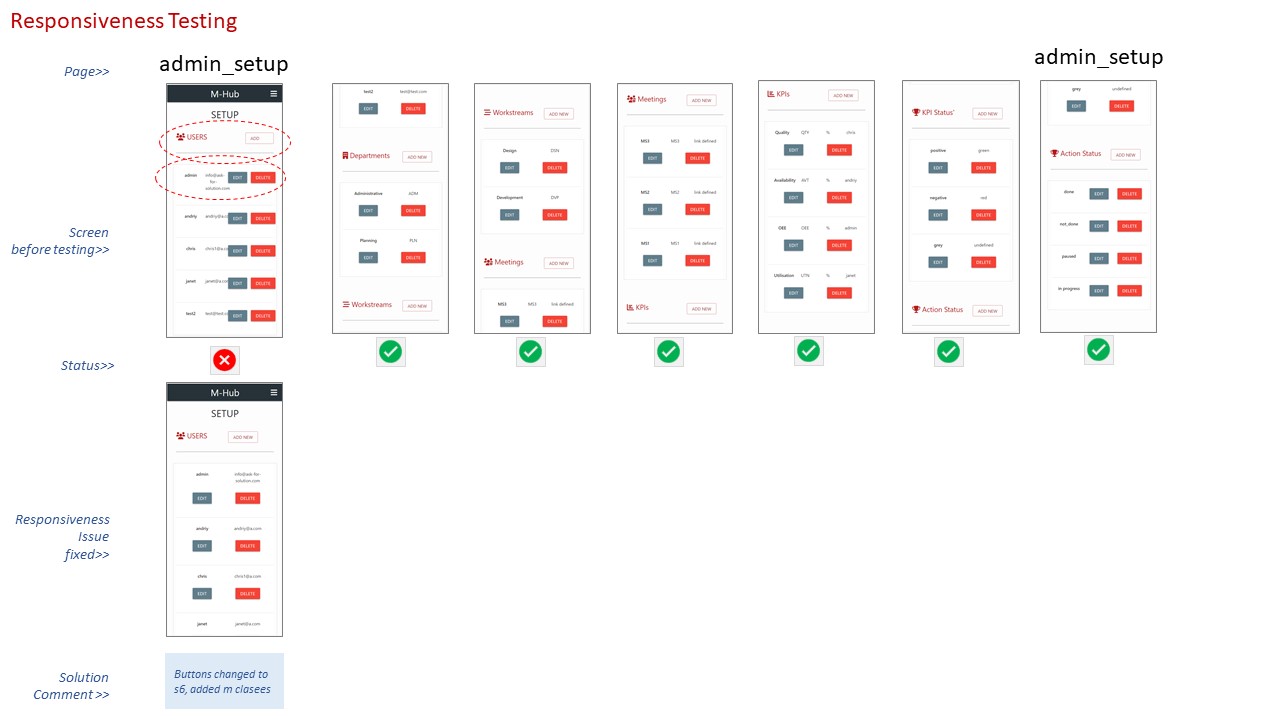 Responsiveness Testing
Page>>
admin_setup
admin_setup
Screen
before testing>>
M-Hub
SETUP
USERS
ADD
admin
info@ask-
for-
solution.com
EDIT
DELETE
andriy
EDIT
DELETE
chris
EDIT
DELETE
janet
EDIT
DELETE
test2
EDIT
DELETE
test2
test@test.com
EDIT
DELETE
Departments
ADD NEW
Administrative
ADM
EDIT
DELETE
Planning
PLN
EDIT
DELETE
Workstreams
ADD NEW
Workstreams
ADD NEW
Design
DSN
EDIT
DELETE
Development
DVP
EDIT
DELETE
Meetings
ADD NEW
MS3
MS3
link defined
EDIT
DELETE
Meetings
ADD NEW
MS3
MS3
link defined
EDIT
DELETE
MS2
MS2
link defined
EDIT
DELETE
MS1
MS1
link defined
EDIT
DELETE
KPIs
ADD NEW
KPIs
ADD NEW
Quality
QTY
%
chris
EDIT
DELETE
Availability
AVT
%
andriy
EDIT
DELETE
OEE
OEE
%
admin
EDIT
DELETE
Utilisation
UTN
%
janet
EDIT
DELETE
KPI Status'
ADD NEW
positive
green
EDIT
DELETE
negative
red
EDIT
DELETE
grey
undefined
EDIT
DELETE
Action Status
ADD NEW
grey
undefined
EDIT
DELETE
Action Status
ADD NEW
done
EDIT
DELETE
not_done
EDIT
DELETE
paused
EDIT
DELETE
in progress
EDIT
DELETE
Status>>
Responsiveness
Issue
fixed>>
M-Hub
SETUP
USERS
ADD NEW
admin
info@ask-for-
solution.com
EDIT
DELETE
andriy
andriy@a.com
EDIT
DELETE
chris
chris1@a.com
EDIT
DELETE
janet
janet@a.com
Solution
Comment>>
Buttons changed to
s6, added m clasees